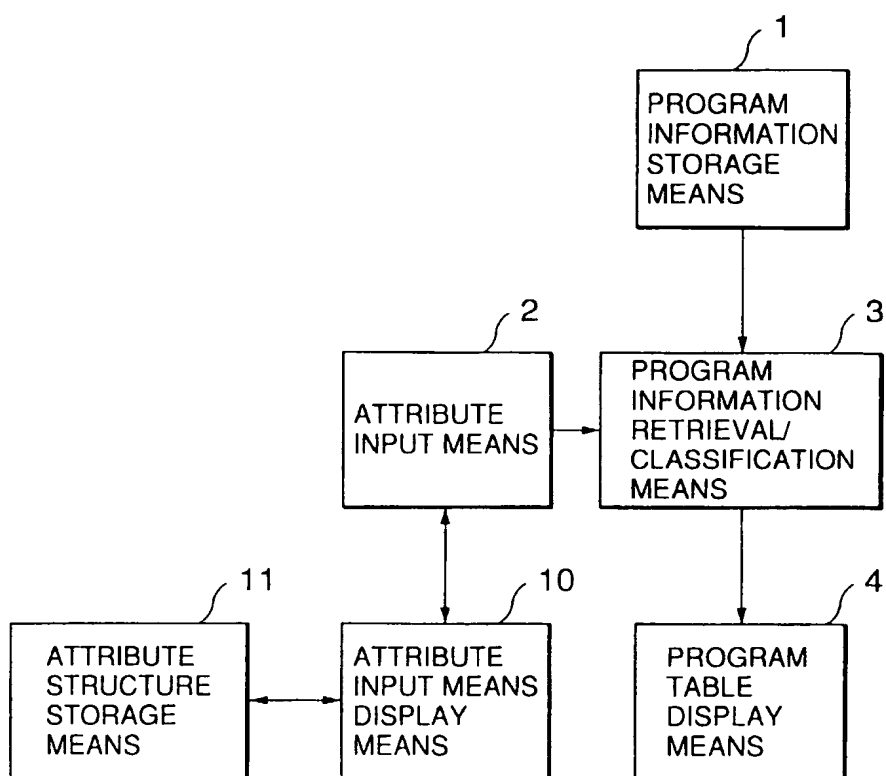 1
PROGRAM
INFORMATION
STORAGE
MEANS
2
ATTRIBUTE
INPUT MEANS
3
PROGRAM
INFORMATION
RETRIEVAL/
CLASSIFICATION
MEANS
11
ATTRIBUTE
STRUCTURE
STORAGE
MEANS
10
ATTRIBUTE
INPUT MEANS
DISPLAY
MEANS
4
PROGRAM
TABLE
DISPLAY
MEANS